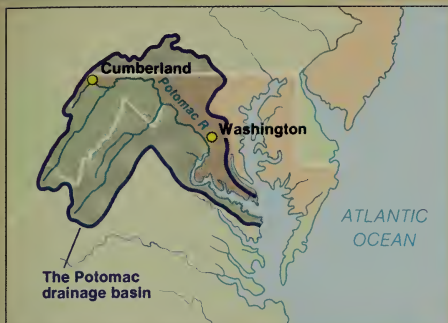 Cumberland
Potomac R
Washington
ATLANTIC
OCEAN
The Potomac
drainage basin